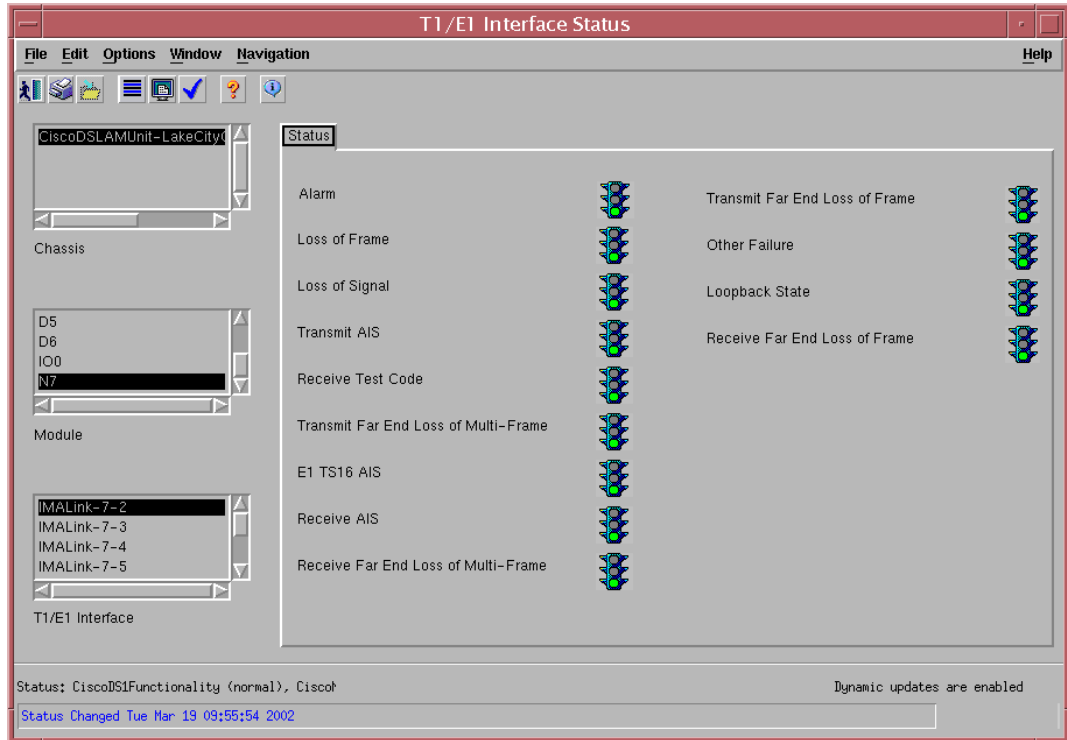 T1/E1 Interface Status
File Edit Options Window Navigation Help
CiscoDSLAMUnit-LakeCity
Chassis
D5
D6
IO0
N7
Module
IMALink-7-2
IMALink-7-3
IMALink-7-4
IMALink-7-5
T1/E1 Interface
Status
Alarm
Loss of Frame
Loss of Signal
Transmit AIS
Receive Test Code
Transmit Far End Loss of Multi-Frame
E1 TS16 AIS
Receive AIS
Receive Far End Loss of Multi-Frame
Transmit Far End Loss of Frame
Other Failure
Loopback State
Receive Far End Loss of Frame
Status: CiscoDS1Functionality (normal), Cisco
Dynamic updates are enabled
Status Changed Tue Mar 19 09:55:54 2002